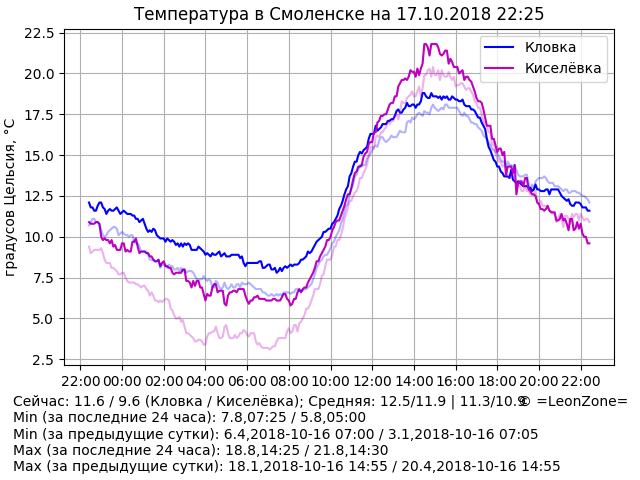 Температура в Смоленске на 17.10.2018 22:25
Кловка
Киселёвка
градусов Цельсия, °C
22.5
20.0
17.5
15.0
12.5
10.0
7.5
5.0
2.5
22:00 00:00 02:00 04:00 06:00 08:00 10:00 12:00 14:00 16:00 18:00 20:00 22:00
Сейчас: 11.6 / 9.6 (Кловка / Киселёвка); Средняя: 12.5/11.9 | 11.3/10.9 © =LeonZone=
Min (за последние 24 часа): 7.8,07:25 / 5.8,05:00
Min (за предыдущие сутки): 6.4,2018-10-16 07:00 / 3.1,2018-10-16 07:05
Max (за последние 24 часа): 18.8,14:25 / 21.8,14:30
Max (за предыдущие сутки): 18.1,2018-10-16 14:55 / 20.4,2018-10-16 14:55